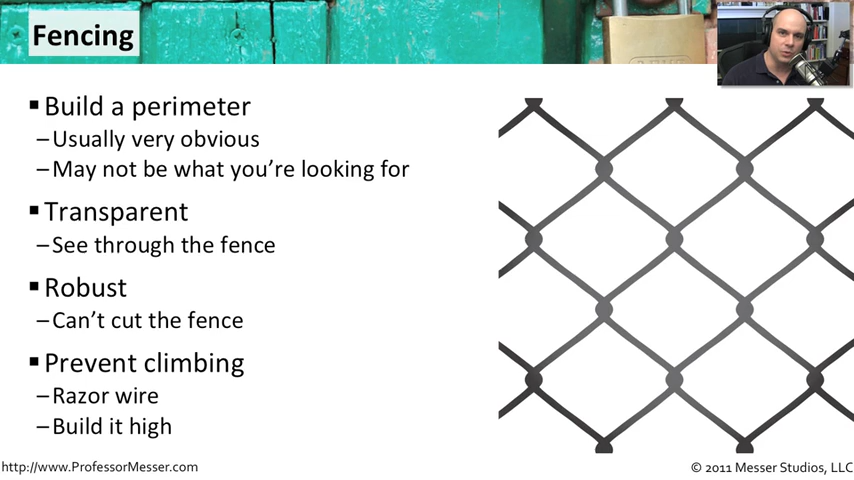 Fencing
▪ Build a perimeter
– Usually very obvious
– May not be what you’re looking for
▪ Transparent
– See through the fence
▪ Robust
– Can’t cut the fence
▪ Prevent climbing
– Razor wire
– Build it high
http://www.ProfessorMesser.com
© 2011 Messer Studios, LLC